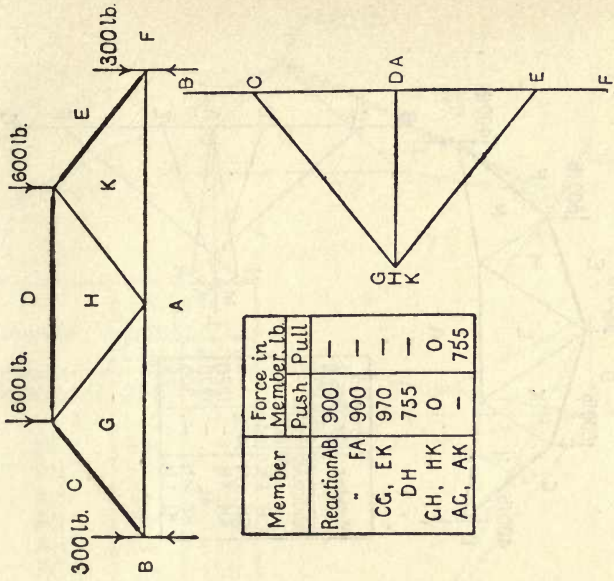 300 lb. 600 lb. 600 lb. 300 lb.
B C D E F
G H K
A
Member Force in Member, lb.
Push Pull
Reaction AB 900 —
" FA 900 —
CG, EK 970 —
DH 755 —
GH, HK 0 0
AG, AK — 755
B
C
D A
E
F
G
H
K